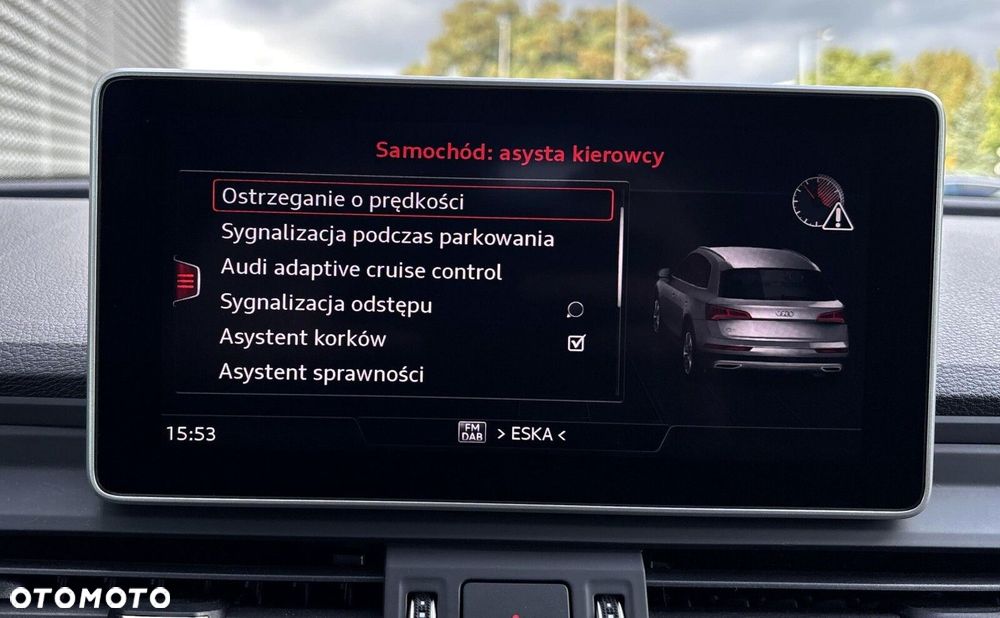 Samochód: asysta kierowcy
Ostrzeganie o prędkości
Sygnalizacja podczas parkowania
Audi adaptive cruise control
Sygnalizacja odstępu
Asystent korków
Asystent sprawności
15:53
FM
DAB
> ESKA <
OTOMOTO